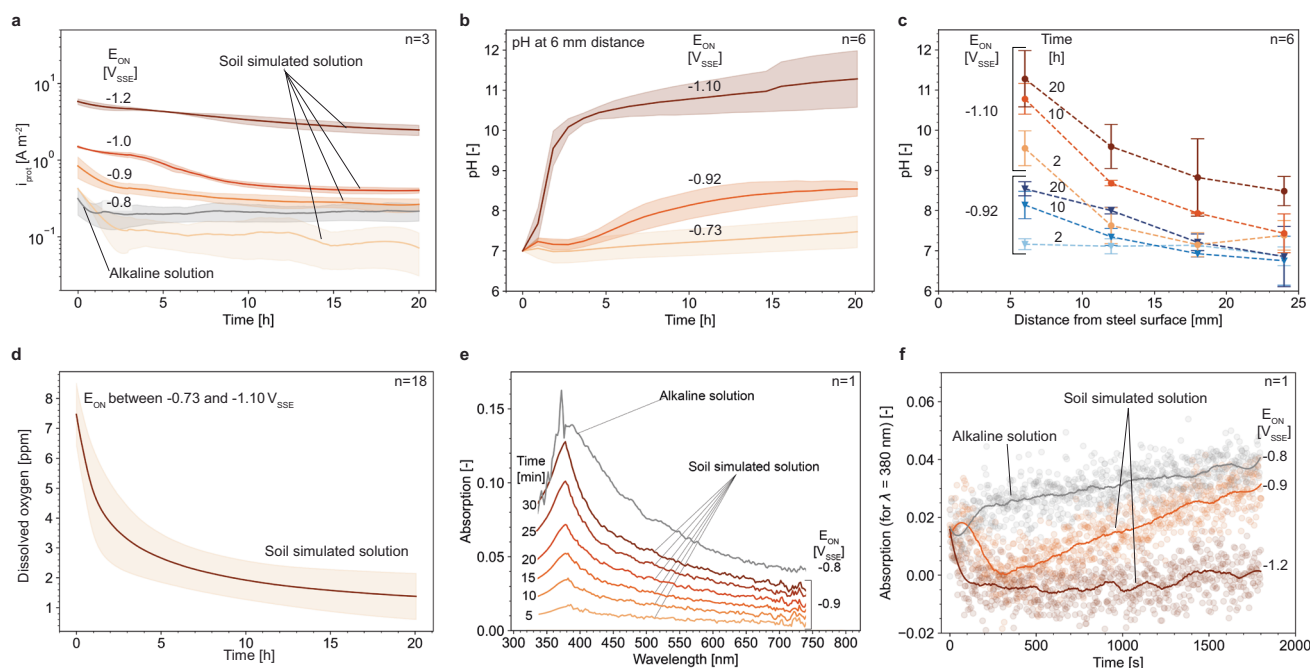 a
n=3
E_ON
[V_SSE]
Soil simulated solution
-1.2
-1.0
-0.9
-0.8
Alkaline solution
i_prot [A m⁻²]
10¹
10⁰
10⁻¹
0 5 10 15 20
Time [h]
b
pH at 6 mm distance
n=6
E_ON
[V_SSE]
-1.10
-0.92
-0.73
pH [-]
12
11
10
9
8
7
6
0 5 10 15 20
Time [h]
c
n=6
E_ON
[V_SSE]
Time
[h]
-1.10
20
10
2
-0.92
20
10
2
pH [-]
12
11
10
9
8
7
6
0 5 10 15 20 25
Distance from steel surface [mm]
d
n=18
E_ON between -0.73 and -1.10 V_SSE
Soil simulated solution
Dissolved oxygen [ppm]
8
7
6
5
4
3
2
1
0 5 10 15 20
Time [h]
e
n=1
Alkaline solution
Soil simulated solution
Time
[min]
30
25
20
15
10
5
E_ON
[V_SSE]
-0.8
-0.9
Absorption [-]
0.15
0.10
0.05
0.00
300 350 400 450 500 550 600 650 700 750 800
Wavelength [nm]
f
n=1
Soil simulated solution
Alkaline solution
E_ON
[V_SSE]
-0.8
-0.9
-1.2
Absorption (for λ = 380 nm) [-]
0.06
0.04
0.02
0.00
−0.02
0 500 1000 1500 2000
Time [s]